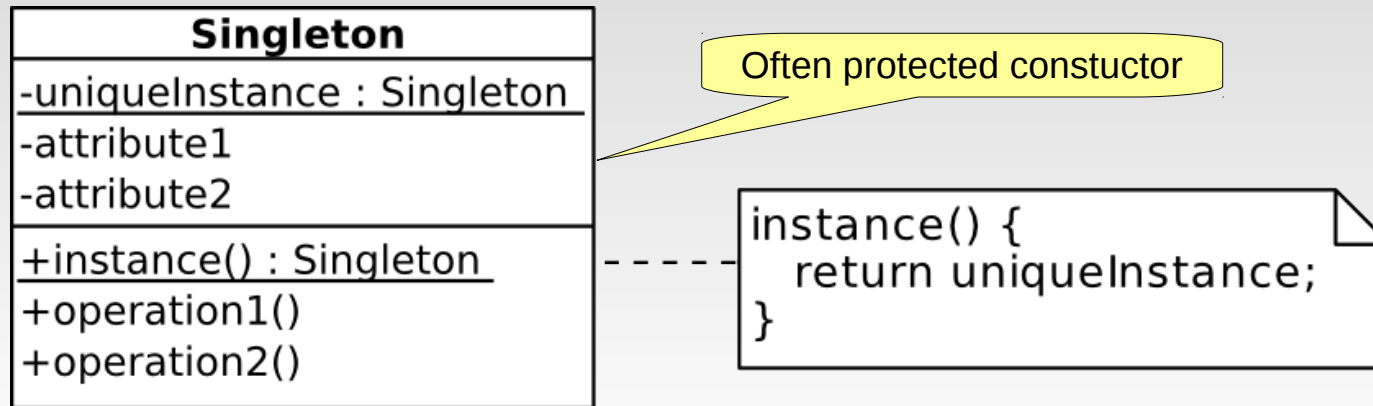 Singleton
-uniqueInstance : Singleton
-attribute1
-attribute2
+instance() : Singleton
+operation1()
+operation2()
Often protected constuctor
instance() {
return uniqueInstance;
}